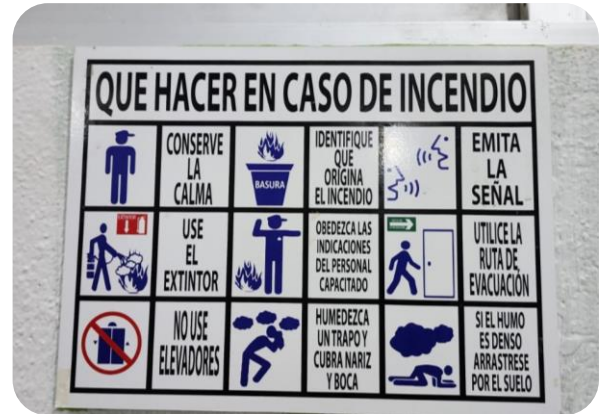 QUE HACER EN CASO DE INCENDIO
CONSERVE
LA
CALMA
BASURA
IDENTIFIQUE
QUE
ORIGINA
EL INCENDIO
EMITA
LA
SEÑAL
USE
EL
EXTINTOR
OBEDEZCA LAS
INDICACIONES
DEL PERSONAL
CAPACITADO
UTILICE LA
RUTA DE
EVACUACIÓN
NO USE
ELEVADORES
HUMEDEZCA
UN TRAPO Y
CUBRA NARIZ
Y BOCA
SI EL HUMO
ES DENSO
ARRASTRESE
POR EL SUELO